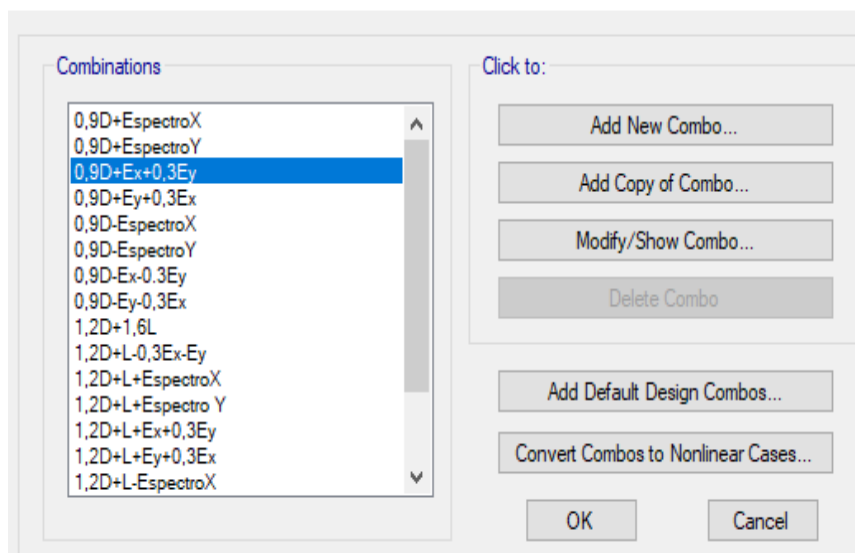 Combinations
0,9D+EspectroX
0,9D+EspectroY
0,9D+Ex+0,3Ey
0,9D+Ey+0,3Ex
0,9D-EspectroX
0,9D-EspectroY
0,9D-Ex-0.3Ey
0,9D-Ey-0,3Ex
1,2D+1,6L
1,2D+L-0,3Ex-Ey
1,2D+L+EspectroX
1,2D+L+Espectro Y
1,2D+L+Ex+0,3Ey
1,2D+L+Ey+0,3Ex
1,2D+L-EspectroX
Click to:
Add New Combo...
Add Copy of Combo...
Modify/Show Combo...
Delete Combo
Add Default Design Combos...
Convert Combos to Nonlinear Cases...
OK
Cancel